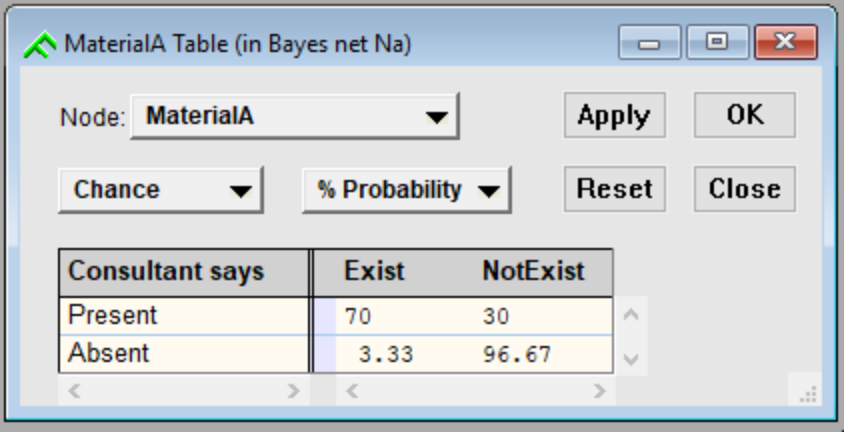 MaterialA Table (in Bayes net Na)
Node: MaterialA Apply OK
Chance % Probability Reset Close
Consultant says Exist NotExist
Present 70 30
Absent 3.33 96.67